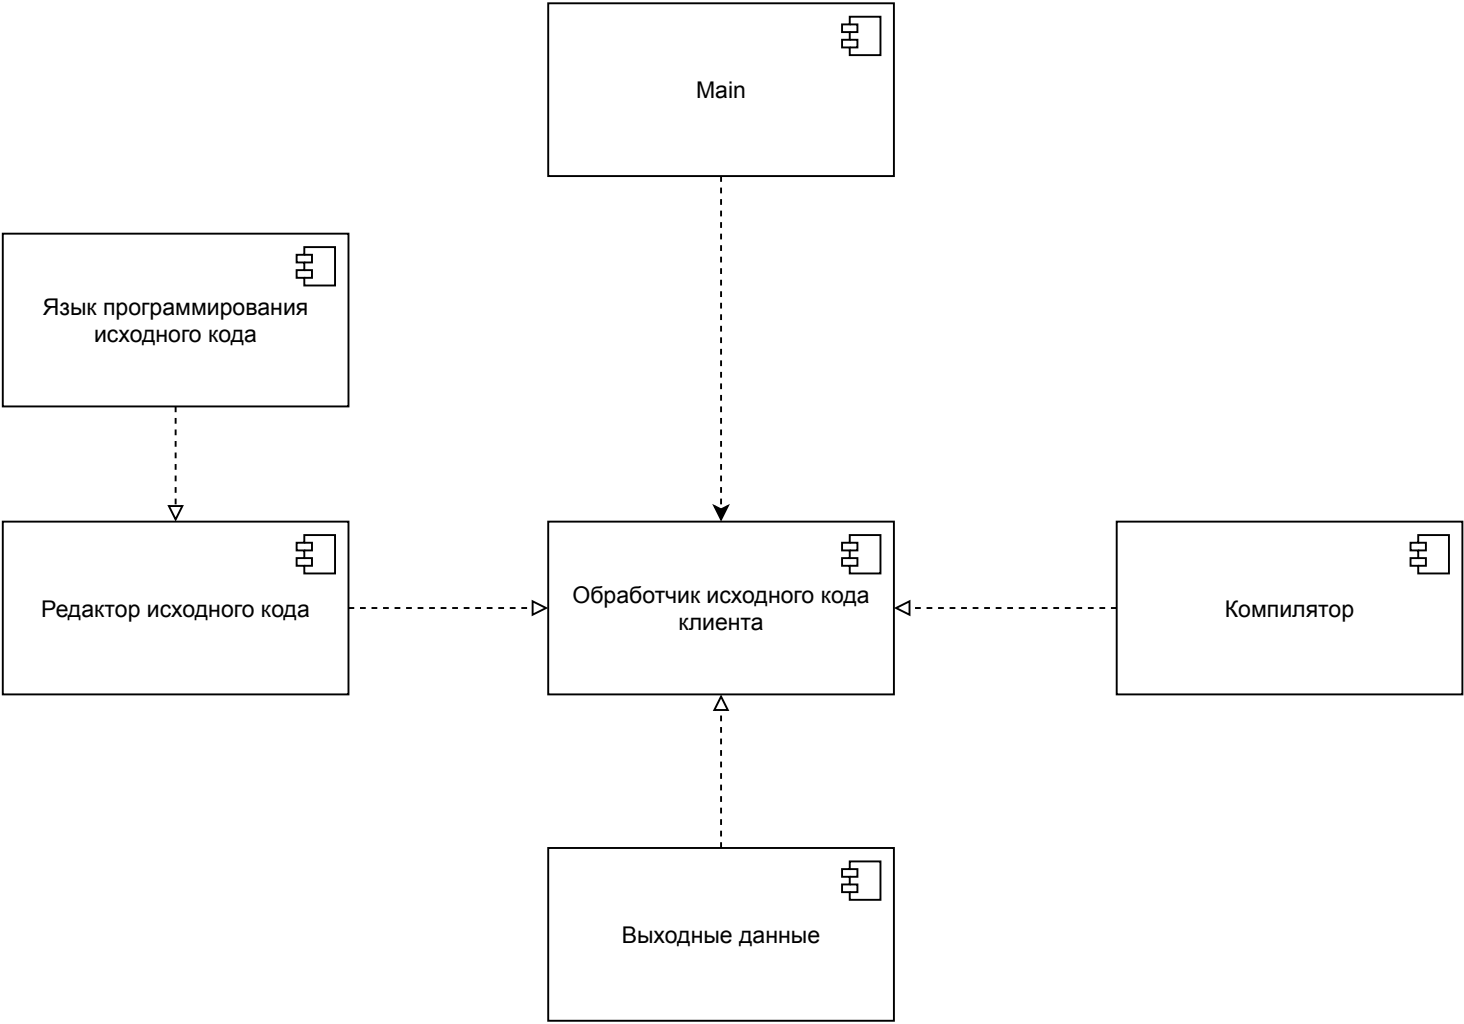 Main
Язык программирования
исходного кода
Редактор исходного кода
Обработчик исходного кода
клиента
Компилятор
Выходные данные